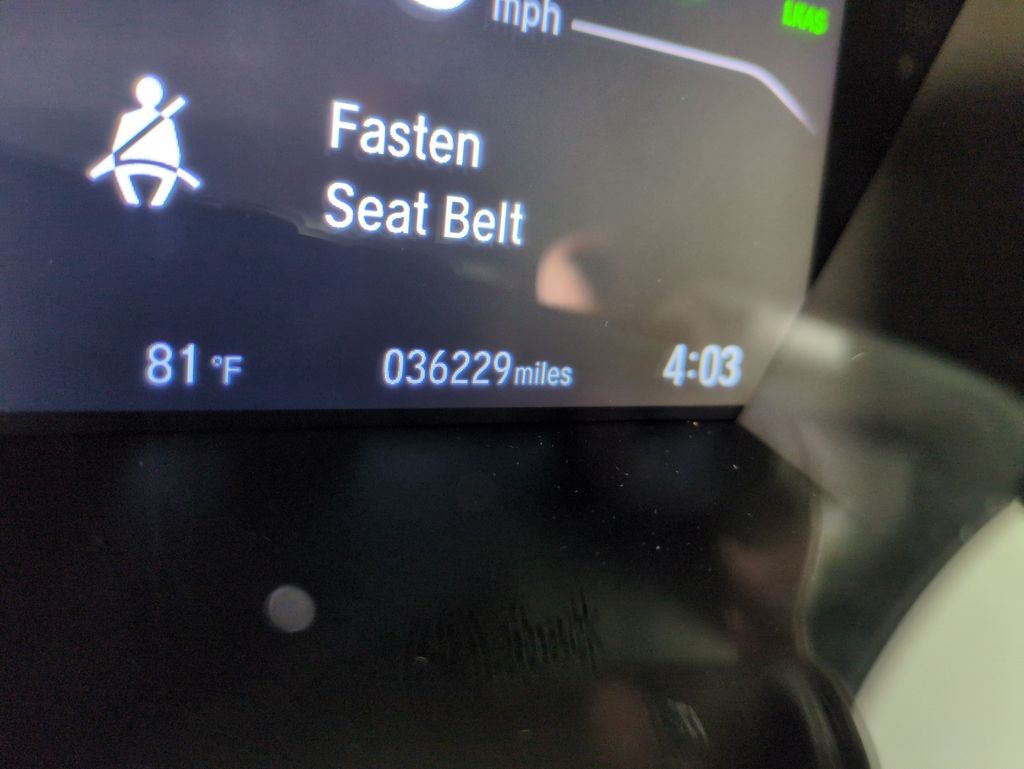 mph
LKAS
Fasten
Seat Belt
81 °F 036229 miles 4:03